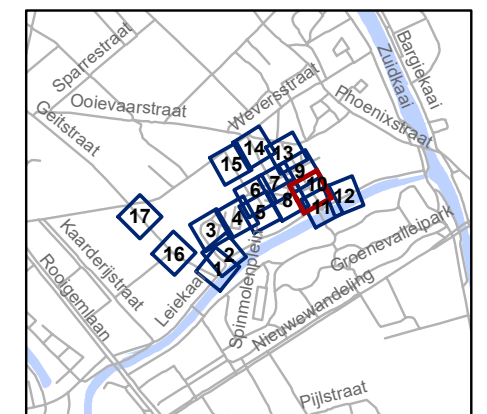 Sparrestraat
Bargiekaai
Zuidkaai
Weversstraat
Phoenixstraat
Ooievaarstraat
Geitstraat
14
13
15
9
7
10
6
8
12
11
5
4
3
17
16
2
1
Kaarderijstraat
Rooigemlaan
Leiekaai
Spinmolenplein
Groenevalleipark
Nieuwewandeling
Pijlstraat